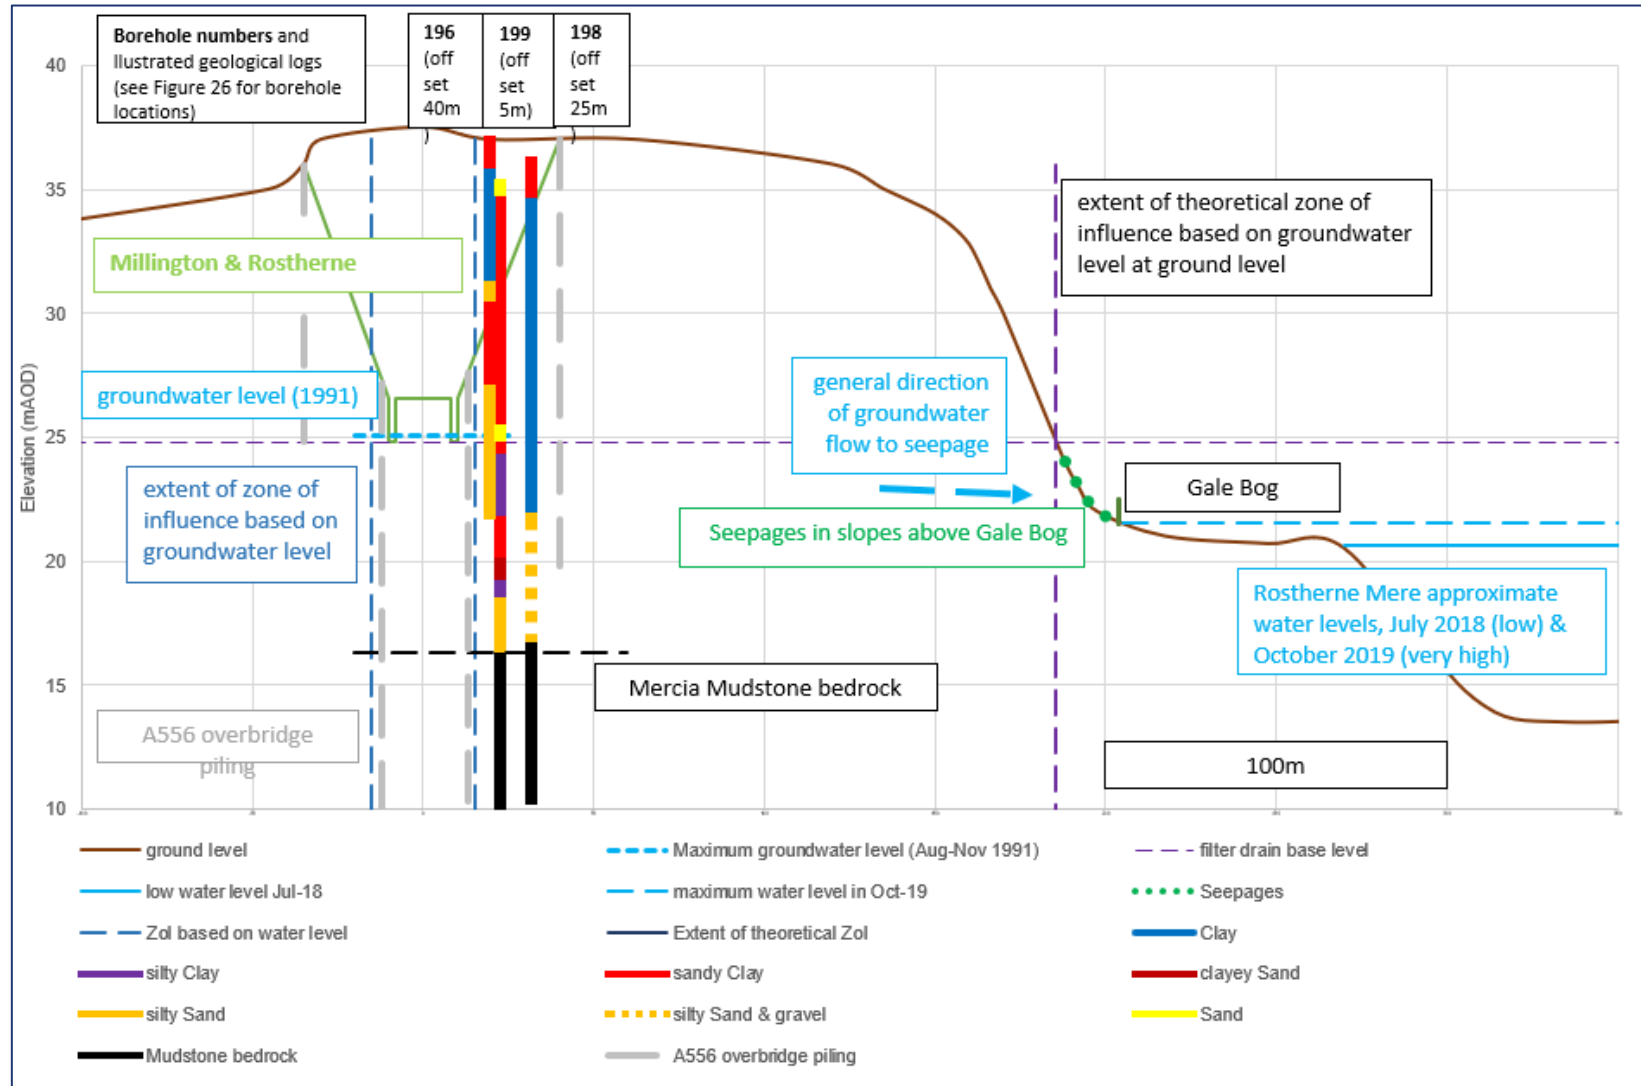 Borehole numbers and
Ilustrated geological logs
(see Figure 26 for borehole
locations)
196
(off
set
40m
)
199
(off
set
5m)
198
(off
set
25m
)
40
35
30
25
20
15
10
Elevation (mAOD)
extent of theoretical zone of
influence based on groundwater
level at ground level
Millington & Rostherne
groundwater level (1991)
general direction
of groundwater
flow to seepage
extent of zone of
influence based on
groundwater level
Gale Bog
Seepages in slopes above Gale Bog
Rostherne Mere approximate
water levels, July 2018 (low) &
October 2019 (very high)
Mercia Mudstone bedrock
A556 overbridge
piling
100m
ground level
Maximum groundwater level (Aug-Nov 1991)
filter drain base level
low water level Jul-18
maximum water level in Oct-19
Seepages
ZoI based on water level
Extent of theoretical ZoI
Clay
silty Clay
sandy Clay
clayey Sand
silty Sand
silty Sand & gravel
Sand
Mudstone bedrock
A556 overbridge piling